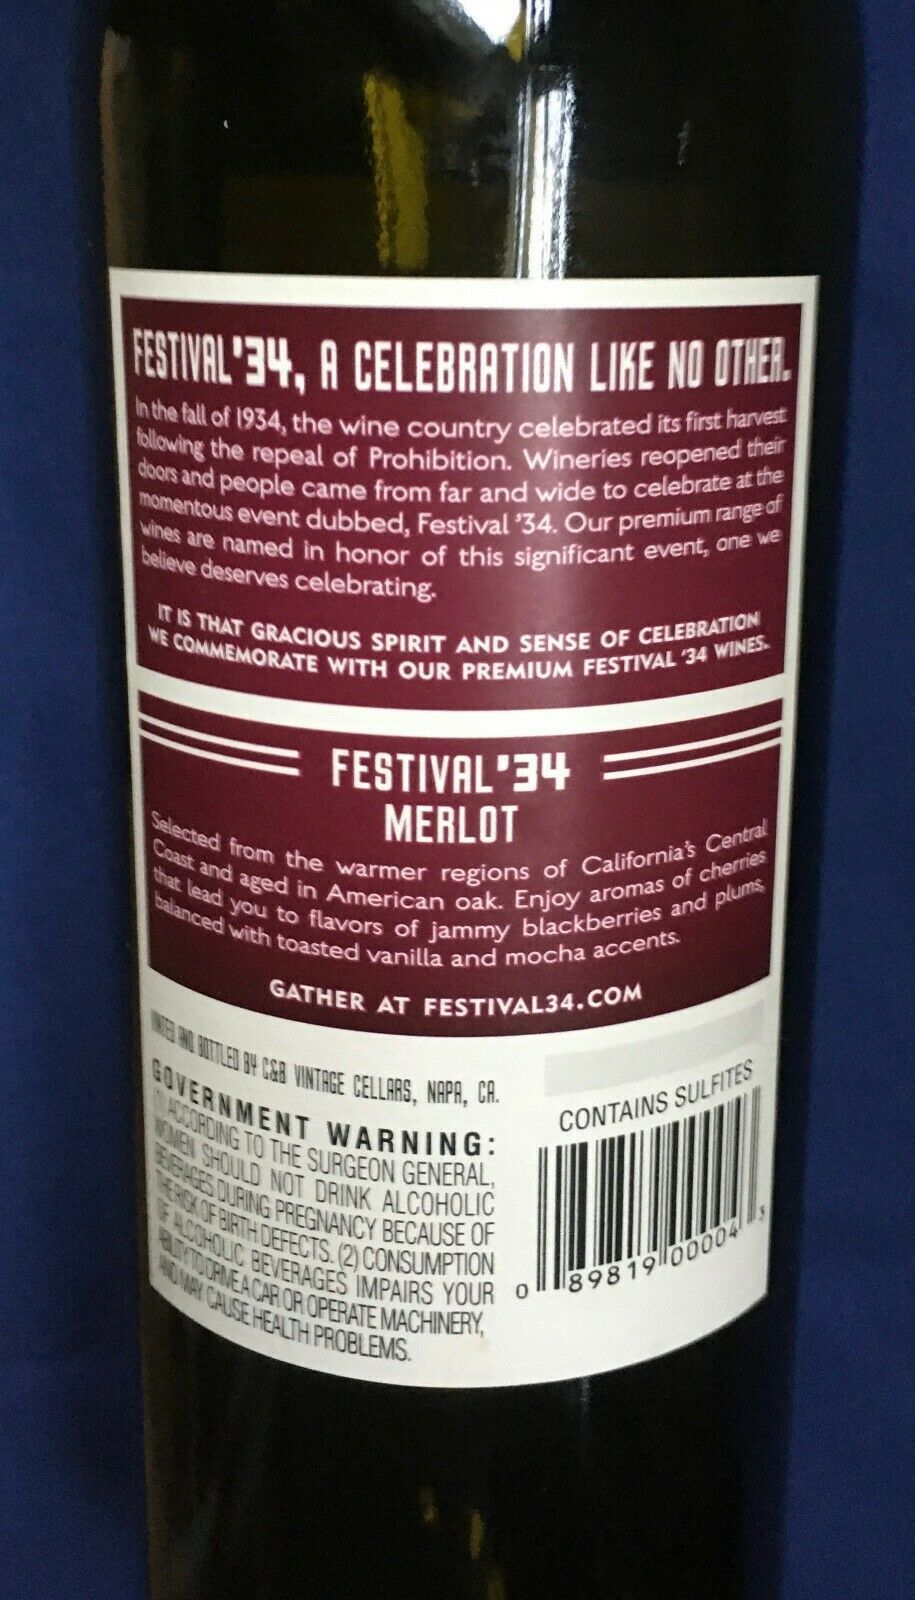 FESTIVAL '34, A CELEBRATION LIKE NO OTHER.
In the fall of 1934, the wine country celebrated its first harvest
following the repeal of Prohibition. Wineries reopened their
doors and people came from far and wide to celebrate at the
momentous event dubbed, Festival '34. Our premium range of
wines are named in honor of this significant event, one we
believe deserves celebrating.
IT IS THAT GRACIOUS SPIRIT AND SENSE OF CELEBRATION
WE COMMEMORATE WITH OUR PREMIUM FESTIVAL '34 WINES.
FESTIVAL '34
MERLOT
Selected from the warmer regions of California's Central
Coast and aged in American oak. Enjoy aromas of cherries
that lead you to flavors of jammy blackberries and plums,
balanced with toasted vanilla and mocha accents.
GATHER AT FESTIVAL34.COM
AND BOTTLED BY C&B VINTAGE CELLARS, NAPA, CA.
GOVERNMENT WARNING:
(1) ACCORDING TO THE SURGEON GENERAL,
WOMEN SHOULD NOT DRINK ALCOHOLIC
BEVERAGES DURING PREGNANCY BECAUSE OF
THE RISK OF BIRTH DEFECTS. (2) CONSUMPTION
OF ALCOHOLIC BEVERAGES IMPAIRS YOUR
ABILITY TO DRIVE A CAR OR OPERATE MACHINERY,
AND MAY CAUSE HEALTH PROBLEMS.
CONTAINS SULFITES
0 89819 00004 3